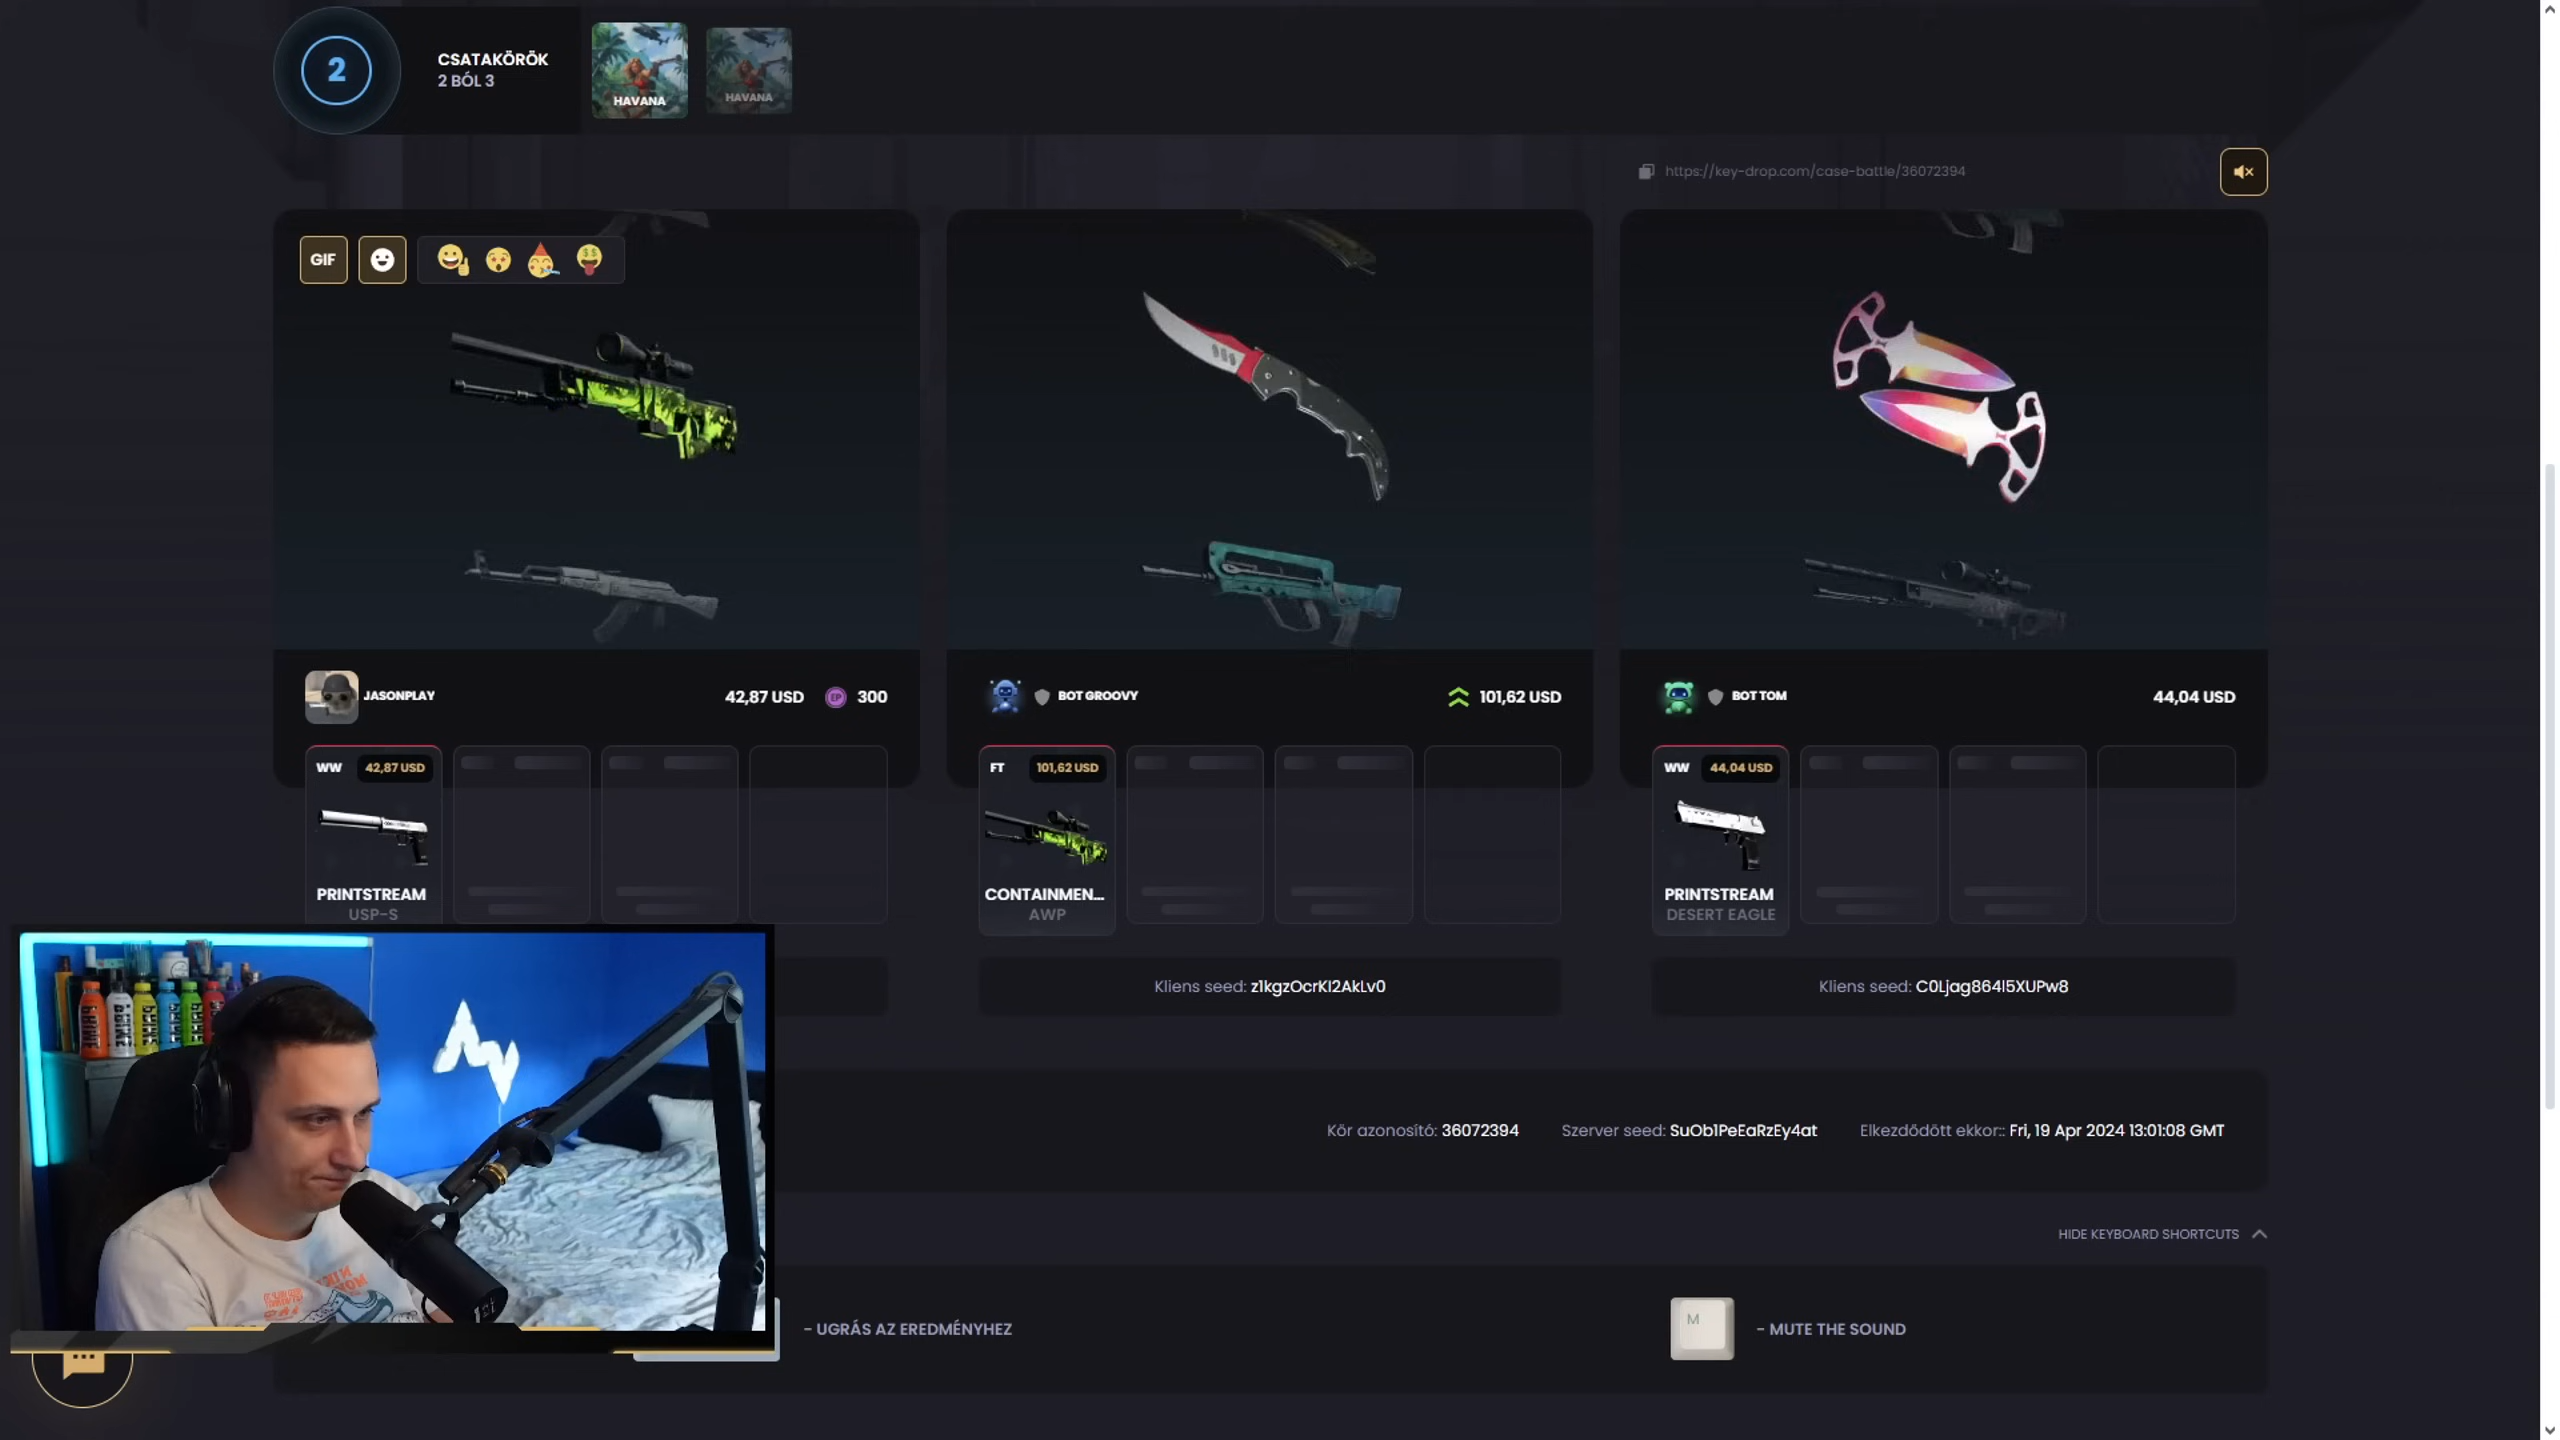 2
CSATAKÖRÖK
2 BÓL 3
HAVANA
HAVANA
https://key-drop.com/case-battle/36072394
GIF
JASONPLAY
42,87 USD
EP
300
BOT GROOVY
101,62 USD
BOT TOM
44,04 USD
WW
42,87 USD
PRINTSTREAM
USP-S
FT
101,62 USD
CONTAINMEN...
AWP
WW
44,04 USD
PRINTSTREAM
DESERT EAGLE
Kliens seed: z1kgzOcrKI2AkLv0
Kliens seed: C0Ljag864I5XUPw8
Kör azonosító: 36072394
Szerver seed: SuOb1PeEaRzEy4at
Elkezdődött ekkor:: Fri, 19 Apr 2024 13:01:08 GMT
HIDE KEYBOARD SHORTCUTS
- UGRÁS AZ EREDMÉNYHEZ
M
- MUTE THE SOUND